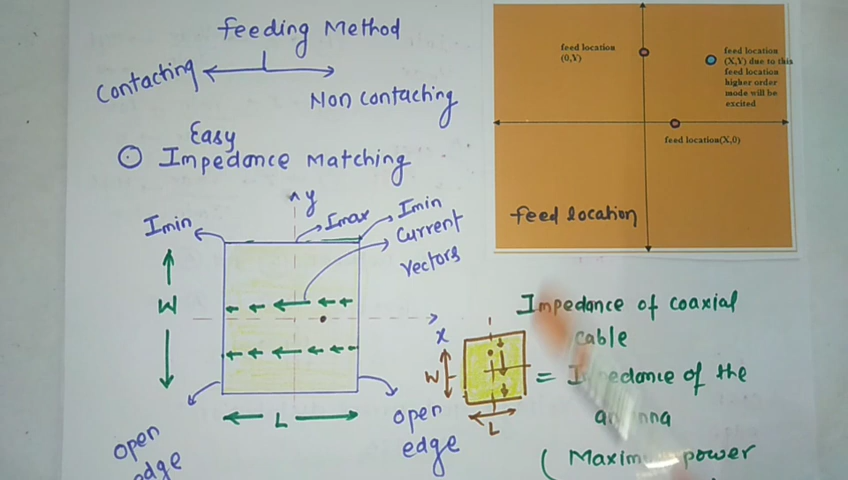 Feeding Method
Contacting
Non contacting
Easy
Impedance Matching
y
Imin
Imax
Imin
Current
vectors
W
x
L
open
edge
open
edge
W
L
feed location
(0,Y)
feed location
(X,Y) due to this
feed location
higher order
mode will be
excited
feed location(X,0)
feed location
Impedance of coaxial
cable
= Impedance of the
antenna
( Maximum power